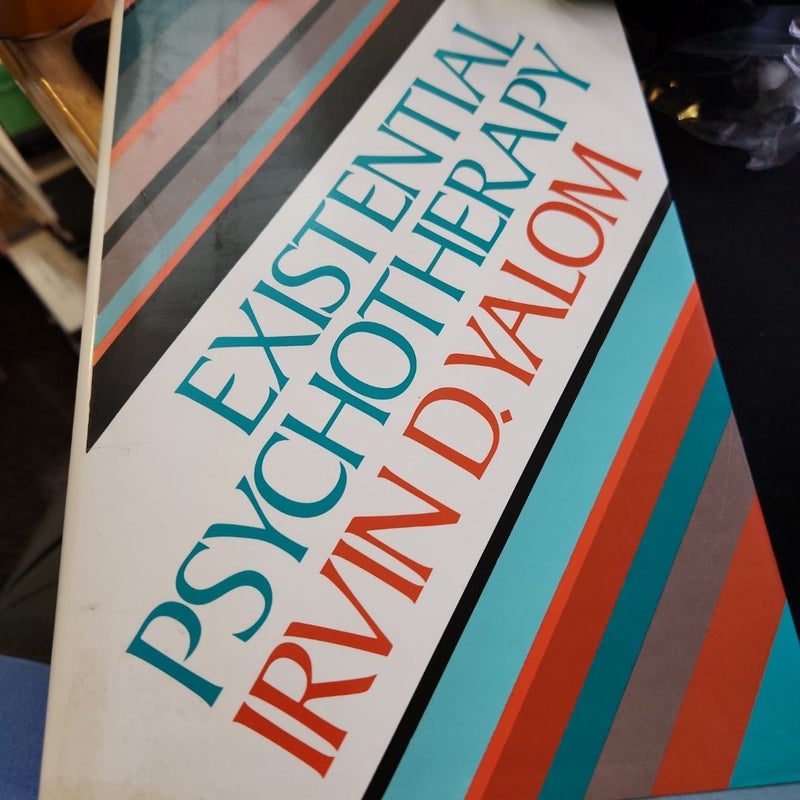 EXISTENTIAL
PSYCHOTHERAPY
IRVIN D. YALOM